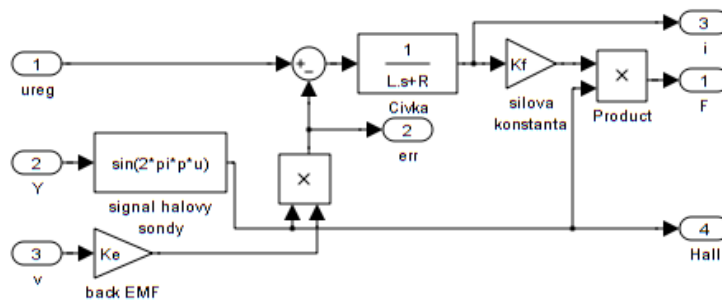 3
i
1
ureg
1
L.s+R
Civka
Kf
silova
konstanta
×
Product
1
F
2
err
2
Y
sin(2*pi*p*u)
signal halovy
sondy
×
3
v
Ke
back EMF
4
Hall